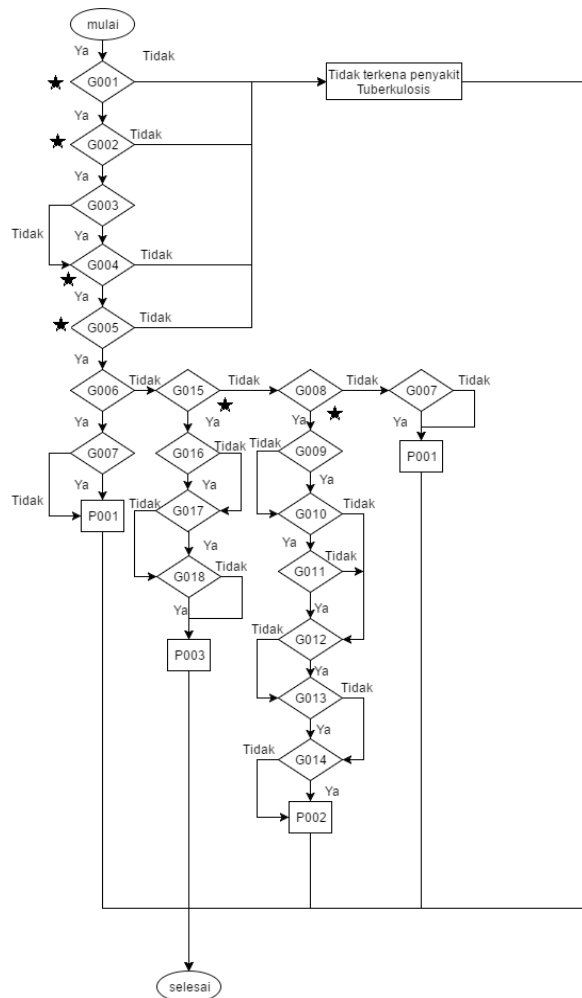 mulai
Ya
Tidak
G001
Tidak terkena penyakit
Tuberkulosis
Ya
Tidak
G002
Ya
G003
Tidak
Ya
G004
Tidak
Ya
G005
Tidak
Ya
G006
Tidak
G015
Tidak
G008
Tidak
G007
Tidak
Ya
Ya
Ya
Ya
G007
G016
Tidak
Tidak
G009
P001
Tidak
Ya
Ya
Ya
P001
Tidak
G017
G010
Tidak
Ya
Ya
Tidak
G018
Tidak
G011
Ya
Ya
P003
Tidak
G012
Ya
G013
Tidak
Ya
Tidak
G014
Ya
P002
selesai